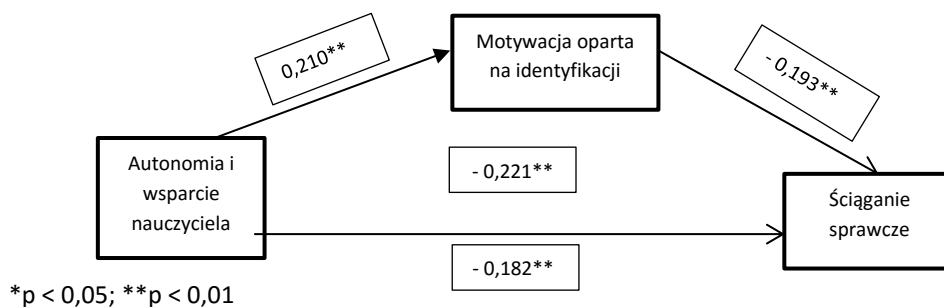 Motywacja oparta
na identyfikacji
0,210**
- 0,193**
Autonomia i
wsparcie
nauczyciela
- 0,221**
Ściąganie
sprawcze
- 0,182**
*p < 0,05; **p < 0,01